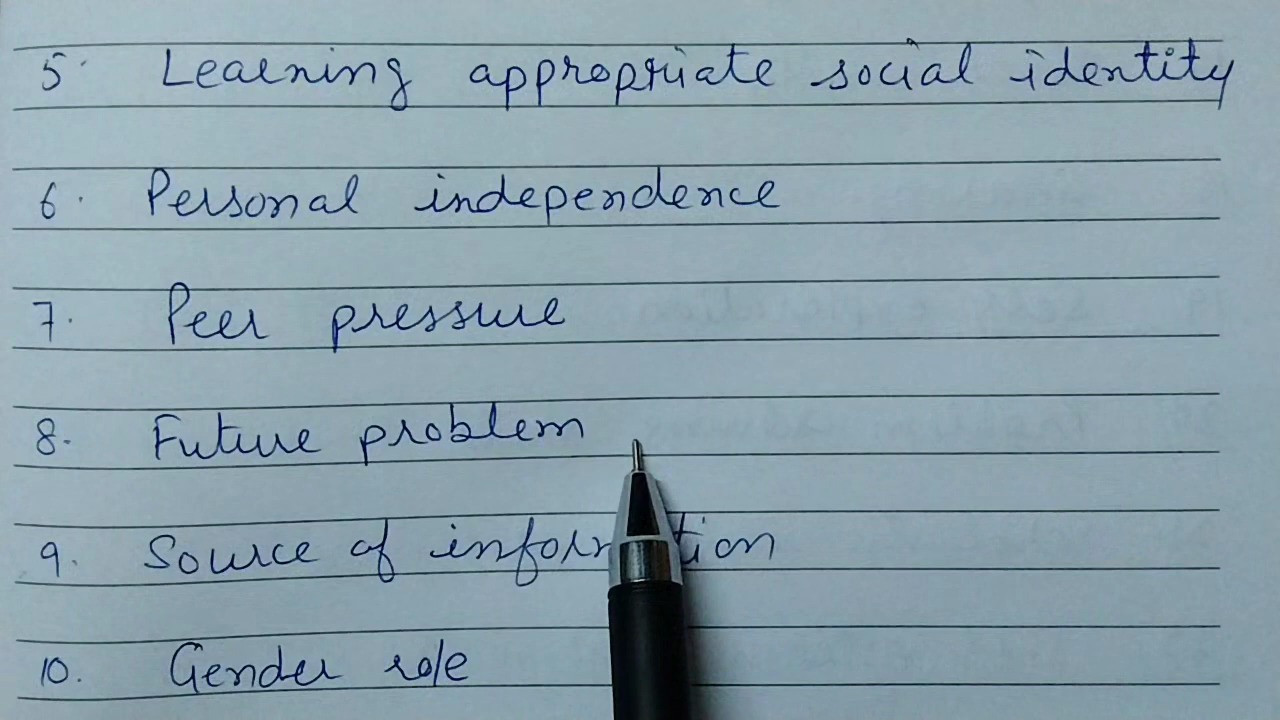 5. Learning appropriate social identity
6. Personal independence
7. Peer pressure
8. Future problem
9. Source of information
10. Gender role